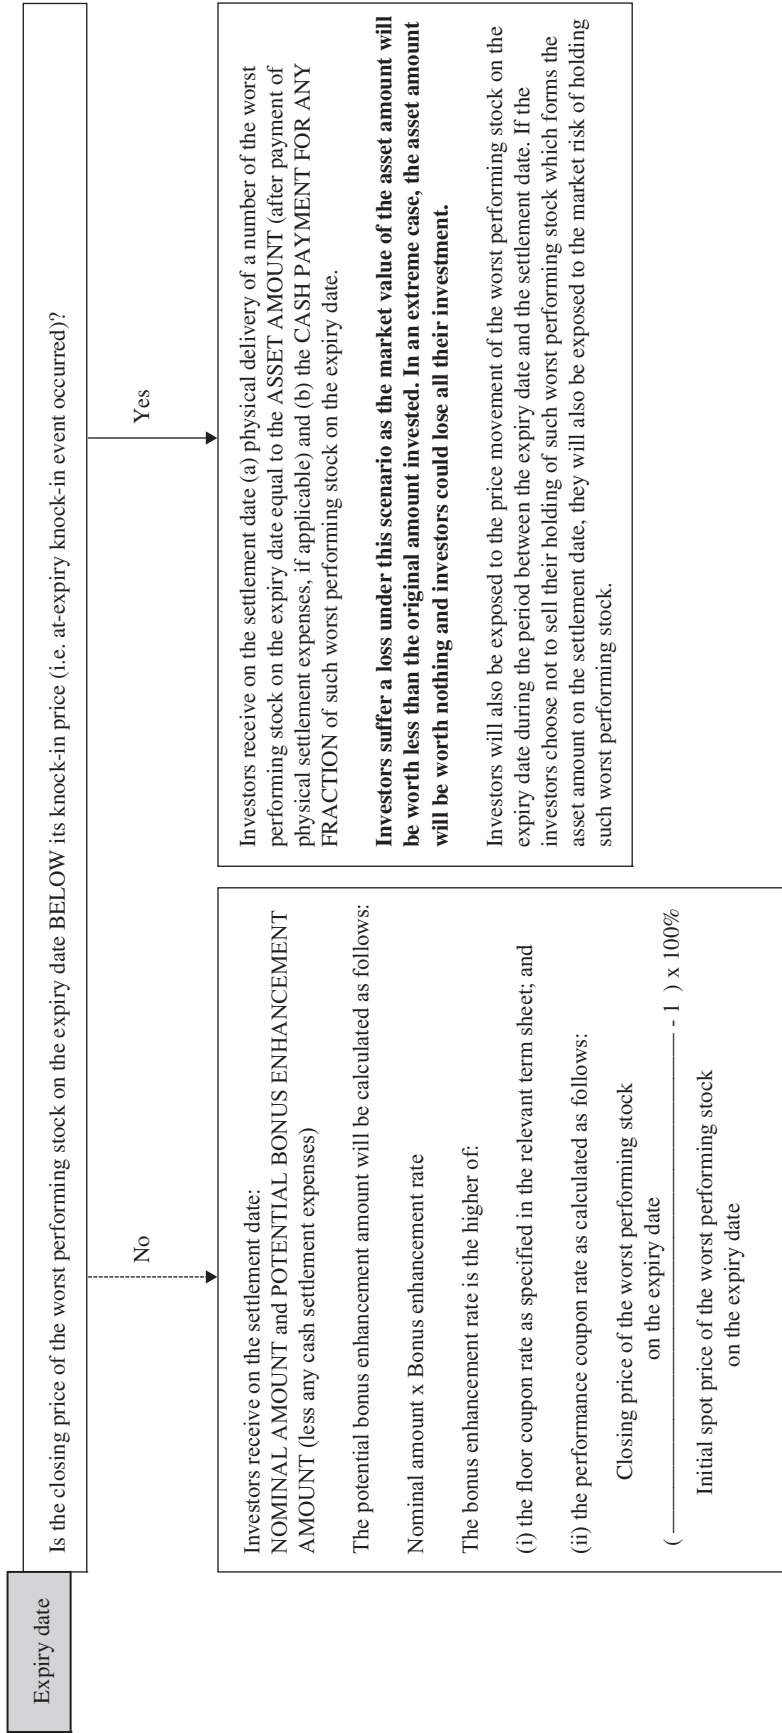 Expiry date
Is the closing price of the worst performing stock on the expiry date BELOW its knock-in price (i.e. at-expiry knock-in event occurred)?
No
Yes
Investors receive on the settlement date:
NOMINAL AMOUNT and POTENTIAL BONUS ENHANCEMENT
AMOUNT (less any cash settlement expenses)
The potential bonus enhancement amount will be calculated as follows:
Nominal amount x Bonus enhancement rate
The bonus enhancement rate is the higher of:
(i) the floor coupon rate as specified in the relevant term sheet; and
(ii) the performance coupon rate as calculated as follows:
Closing price of the worst performing stock
on the expiry date
( - 1 ) x 100%
Initial spot price of the worst performing stock
on the expiry date
Investors receive on the settlement date (a) physical delivery of a number of the worst
performing stock on the expiry date equal to the ASSET AMOUNT (after payment of
physical settlement expenses, if applicable) and (b) the CASH PAYMENT FOR ANY
FRACTION of such worst performing stock on the expiry date.
Investors suffer a loss under this scenario as the market value of the asset amount will
be worth less than the original amount invested. In an extreme case, the asset amount
will be worth nothing and investors could lose all their investment.
Investors will also be exposed to the price movement of the worst performing stock on the
expiry date during the period between the expiry date and the settlement date. If the
investors choose not to sell their holding of such worst performing stock which forms the
asset amount on the settlement date, they will also be exposed to the market risk of holding
such worst performing stock.